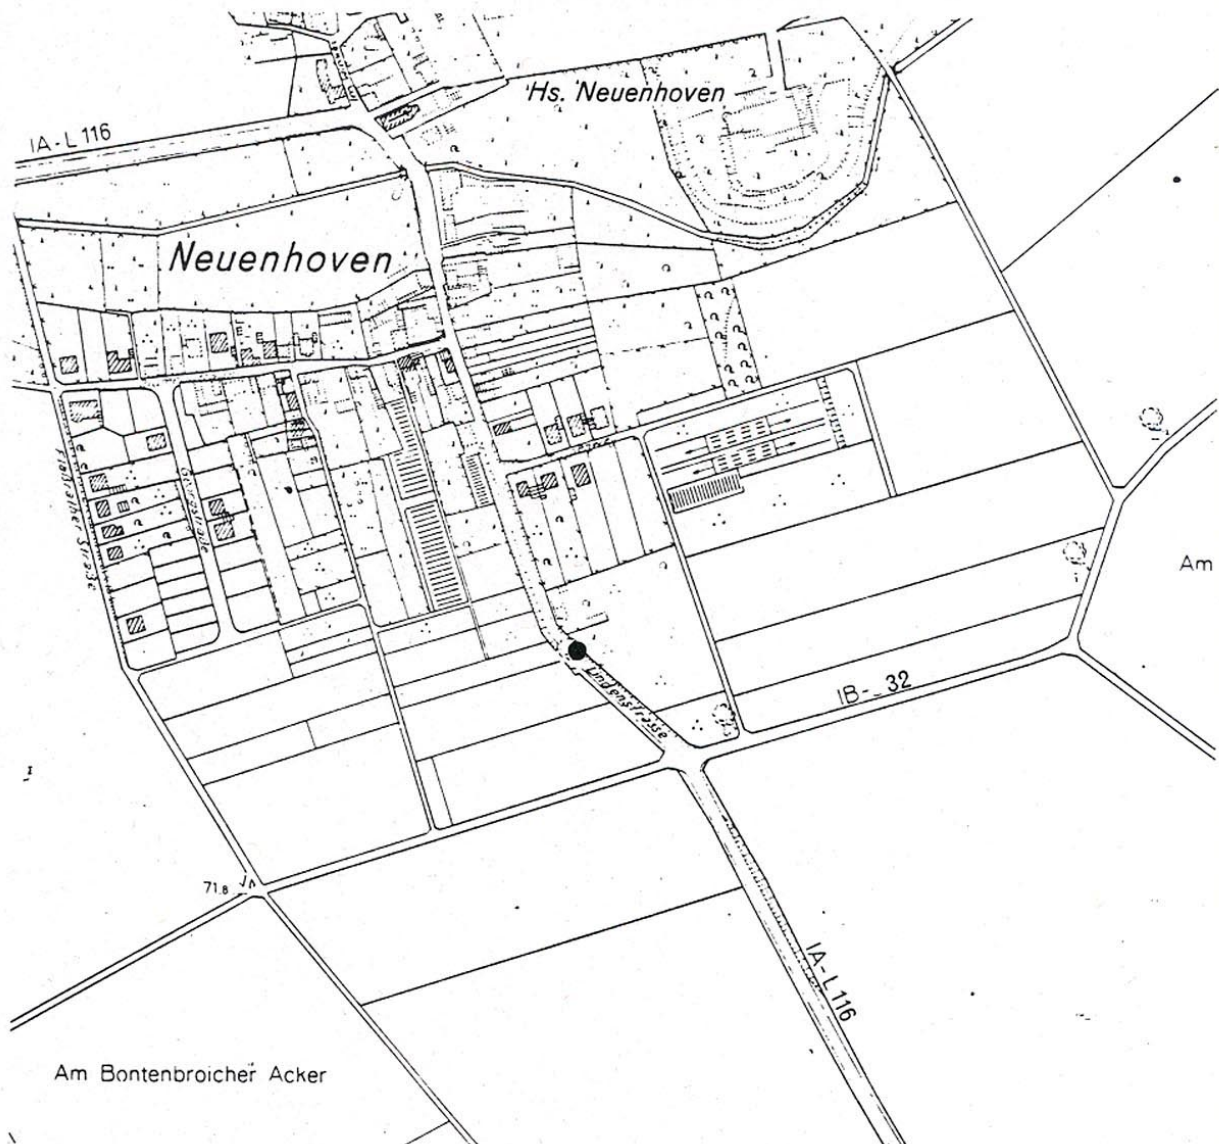 Hs. Neuenhoven
IA-L 116
Neuenhoven
Am
Lindenstrasse
IB--32
71.8
IA-L 116
Am Bontenbroicher Acker